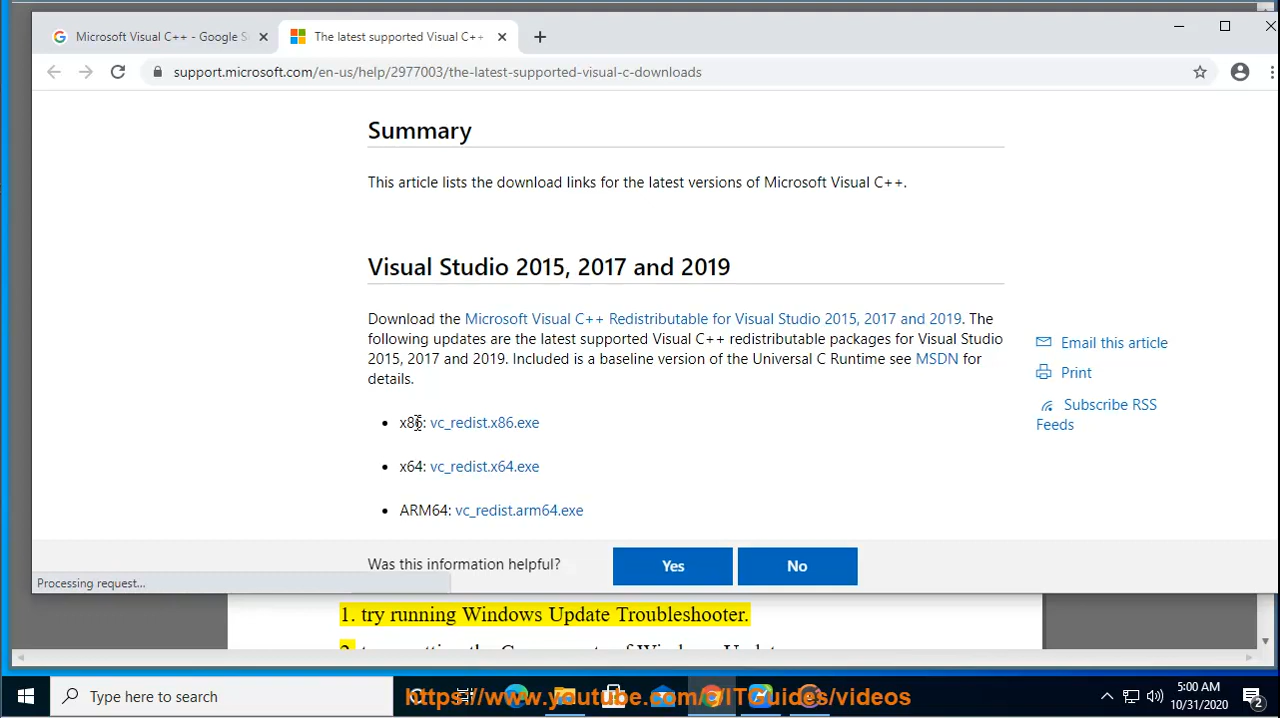 Microsoft Visual C++ - Google S
The latest supported Visual C++
support.microsoft.com/en-us/help/2977003/the-latest-supported-visual-c-downloads
Summary
This article lists the download links for the latest versions of Microsoft Visual C++.
Visual Studio 2015, 2017 and 2019
Download the Microsoft Visual C++ Redistributable for Visual Studio 2015, 2017 and 2019. The
following updates are the latest supported Visual C++ redistributable packages for Visual Studio
2015, 2017 and 2019. Included is a baseline version of the Universal C Runtime see MSDN for
details.
• x86: vc_redist.x86.exe
• x64: vc_redist.x64.exe
• ARM64: vc_redist.arm64.exe
Email this article
Print
Subscribe RSS
Feeds
Was this information helpful?
Yes
No
Processing request...
1. try running Windows Update Troubleshooter.
Type here to search
Https://www.youtube.com/c/ITGuides/videos
5:00 AM
10/31/2020
2